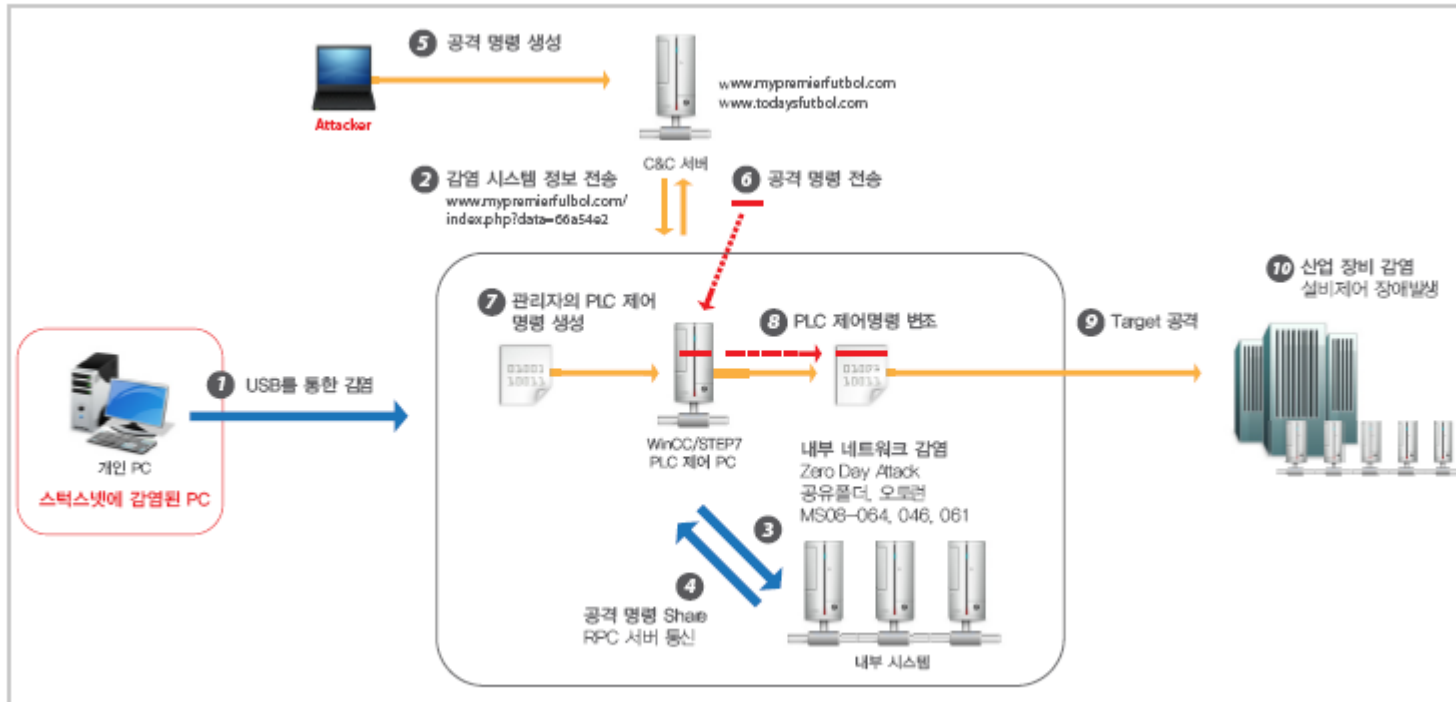 5 공격 명령 생성
Attacker
www.mypremierfutbol.com
www.todaysfutbol.com
C&C 서버
2 감염 시스템 정보 전송
www.mypremierfulbol.com/
index.php?data=66a54e2
6 공격 명령 전송
7 관리자의 PLC 제어
명령 생성
8 PLC 제어명령 변조
9 Target 공격
10 산업 장비 감염
설비제어 장애발생
1 USB를 통한 감염
개인 PC
스턱스넷에 감염된 PC
WinCC/STEP7
PLC 제어 PC
내부 네트워크 감염
Zero Day Attack
공유폴더, 오토런
MS08-064, 046, 061
3
4
공격 명령 Share
RPC 서버 통신
내부 시스템